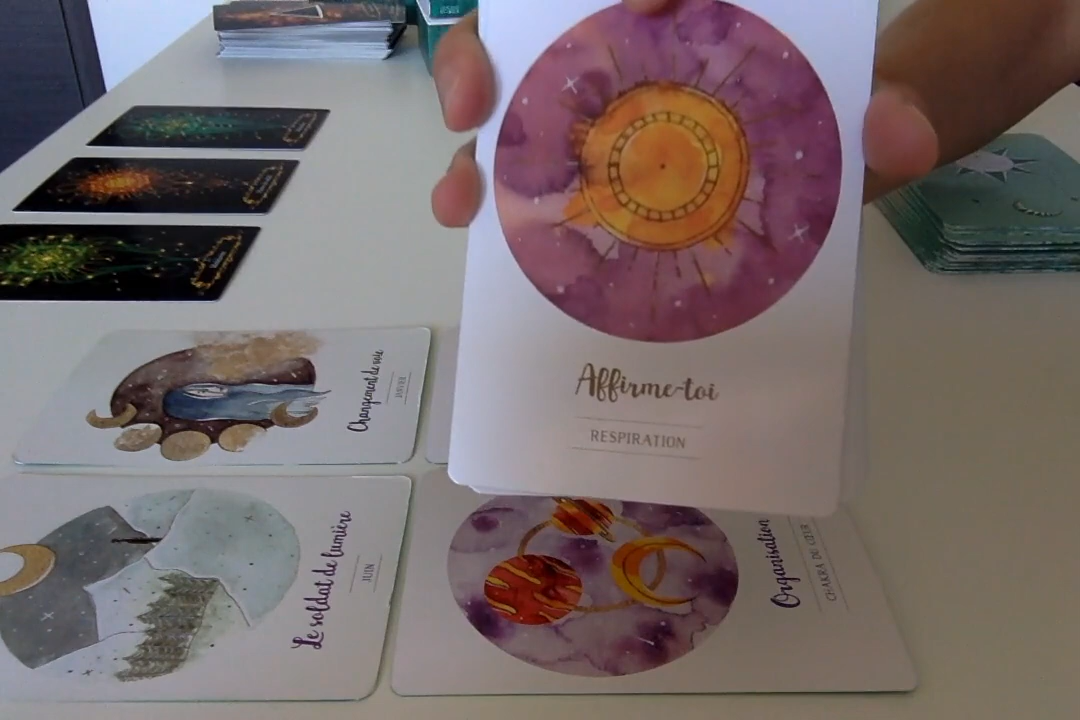 Affirme-toi
RESPIRATION
Changement de voie
JANVIER
Le soldat de lumière
JUIN
Organisation
CHAKRA DU CŒUR